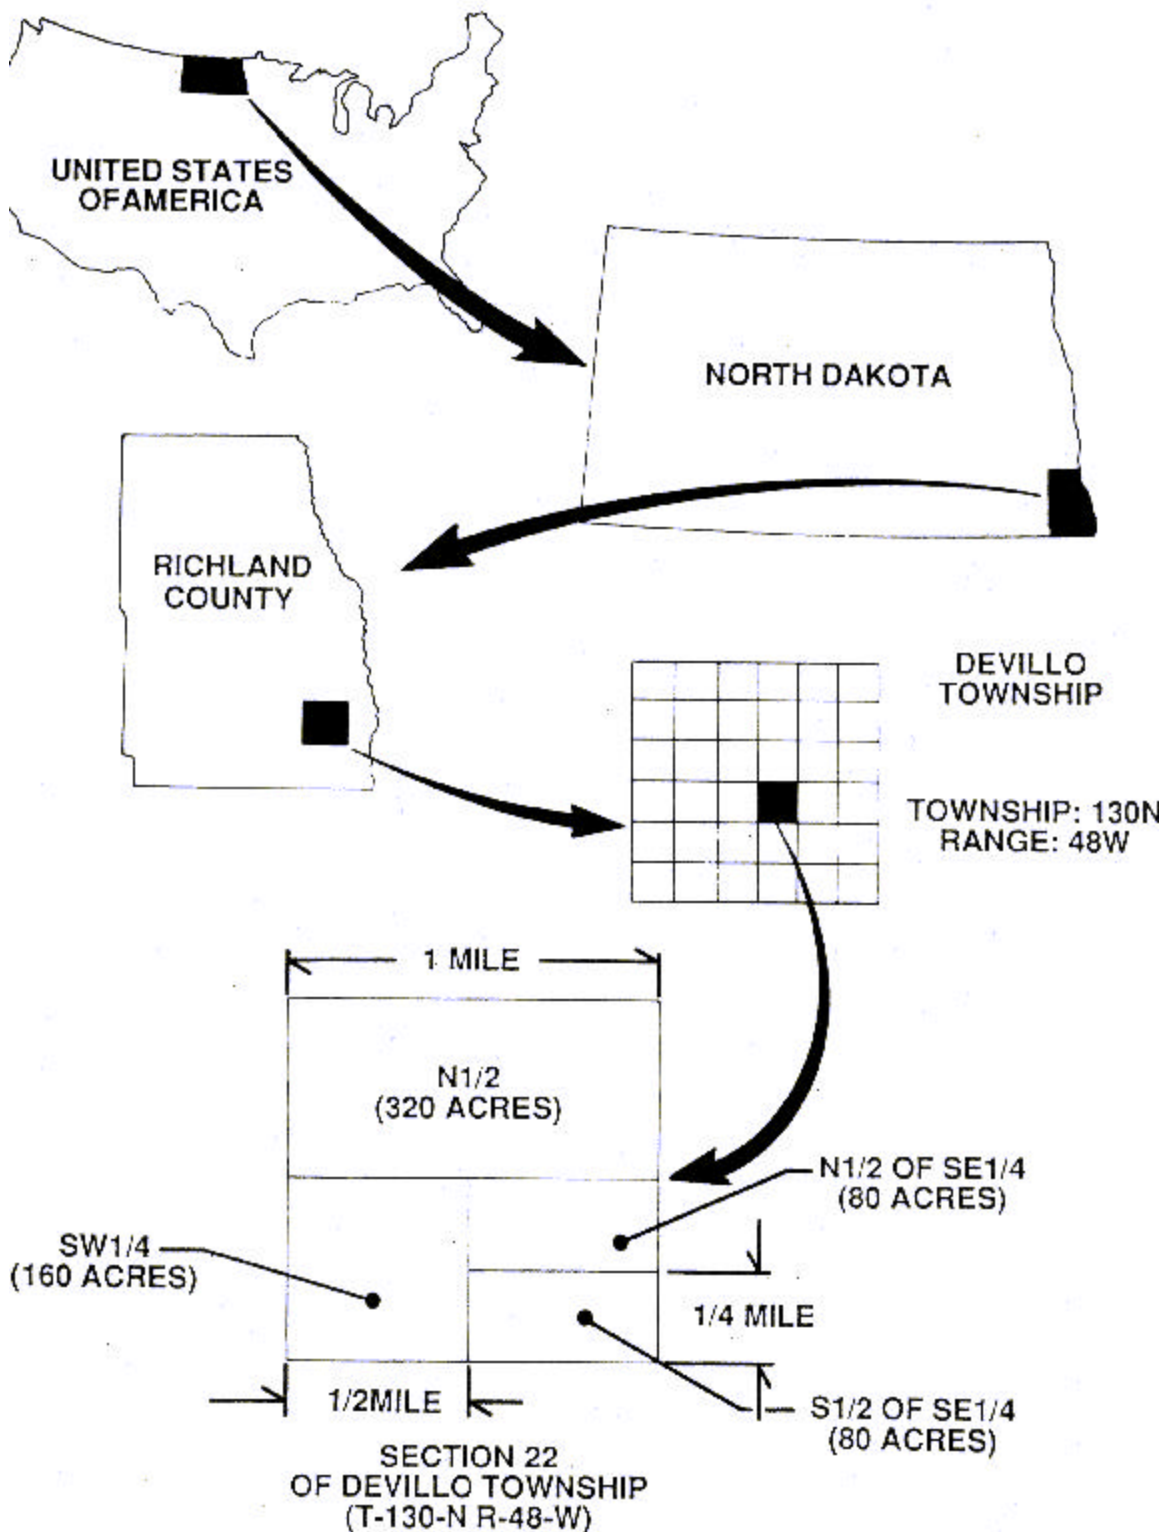 UNITED STATES
OFAMERICA
NORTH DAKOTA
RICHLAND
COUNTY
DEVILLO
TOWNSHIP
TOWNSHIP: 130N
RANGE: 48W
1 MILE
N1/2
(320 ACRES)
N1/2 OF SE1/4
(80 ACRES)
SW1/4
(160 ACRES)
1/4 MILE
1/2MILE
S1/2 OF SE1/4
(80 ACRES)
SECTION 22
OF DEVILLO TOWNSHIP
(T-130-N R-48-W)